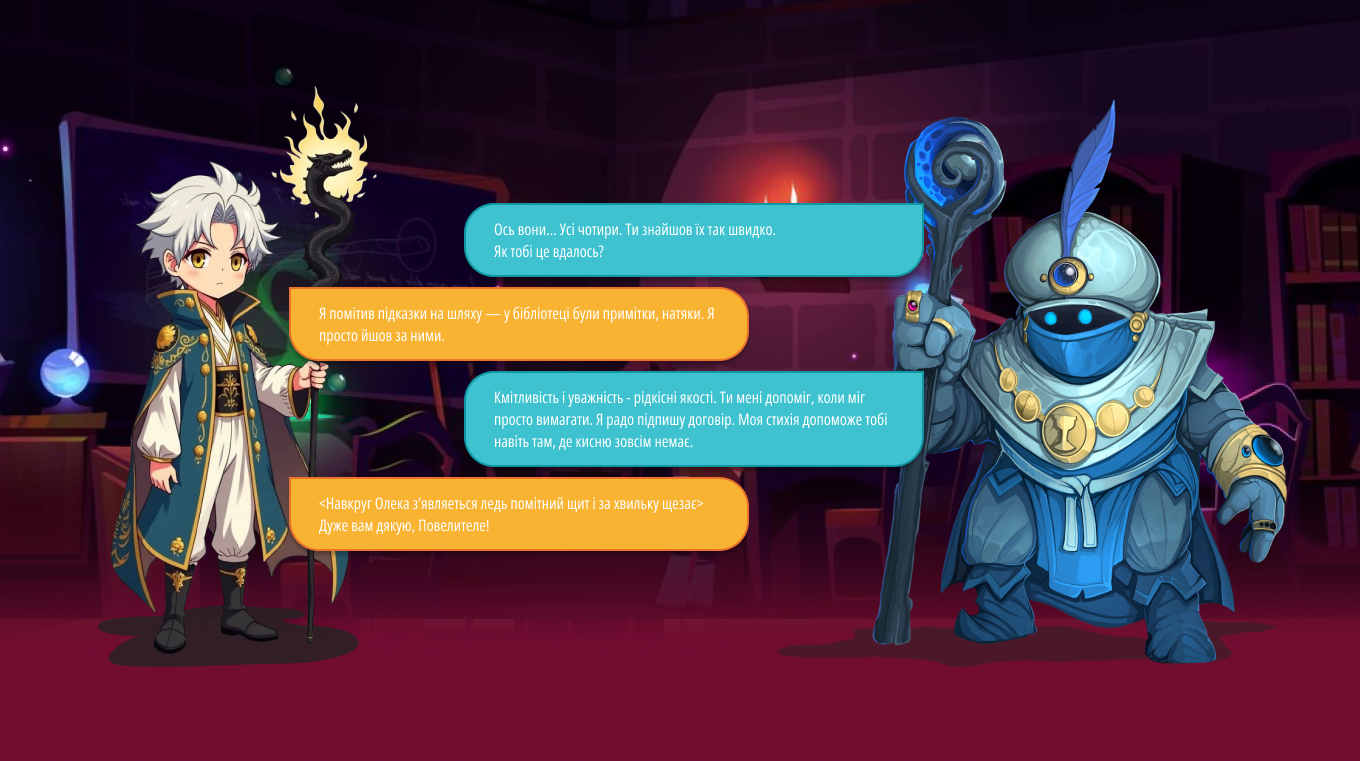 Ось вони... Усі чотири. Ти знайшов їх так швидко.
Як тобі це вдалось?
Я помітив підказки на шляху — у бібліотеці були примітки, натяки. Я
просто йшов за ними.
Кмітливість і уважність - рідкісні якості. Ти мені допоміг, коли міг
просто вимагати. Я радо підпишу договір. Моя стихія допоможе тобі
навіть там, де кисню зовсім немає.
<Навкруг Олека з’являеться ледь помітний щит і за хвильку щезає>
Дуже вам дякую, Повелителе!